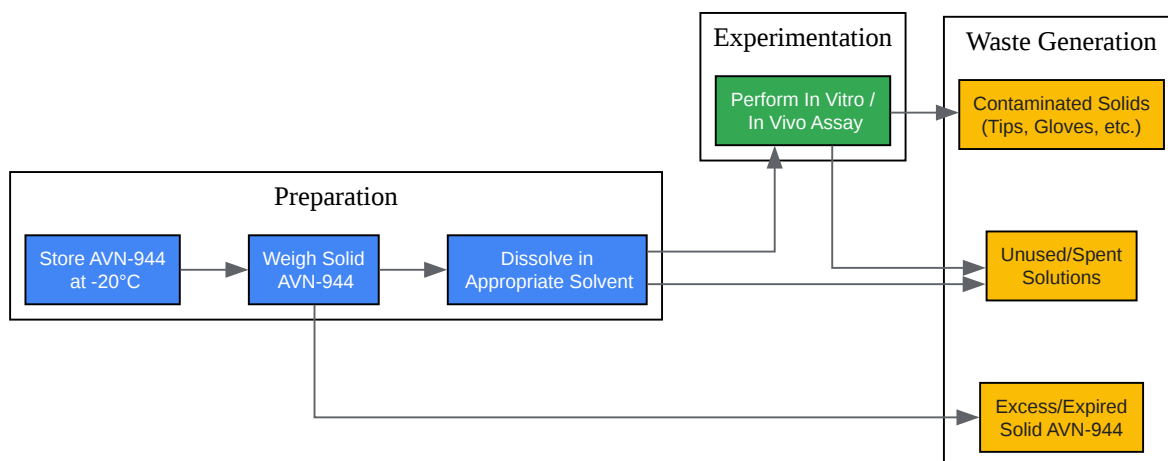 Experimentation
Waste Generation
Perform In Vitro /
In Vivo Assay
Contaminated Solids
(Tips, Gloves, etc.)
Preparation
Store AVN-944
at -20°C
Weigh Solid
AVN-944
Dissolve in
Appropriate Solvent
Unused/Spent
Solutions
Excess/Expired
Solid AVN-944